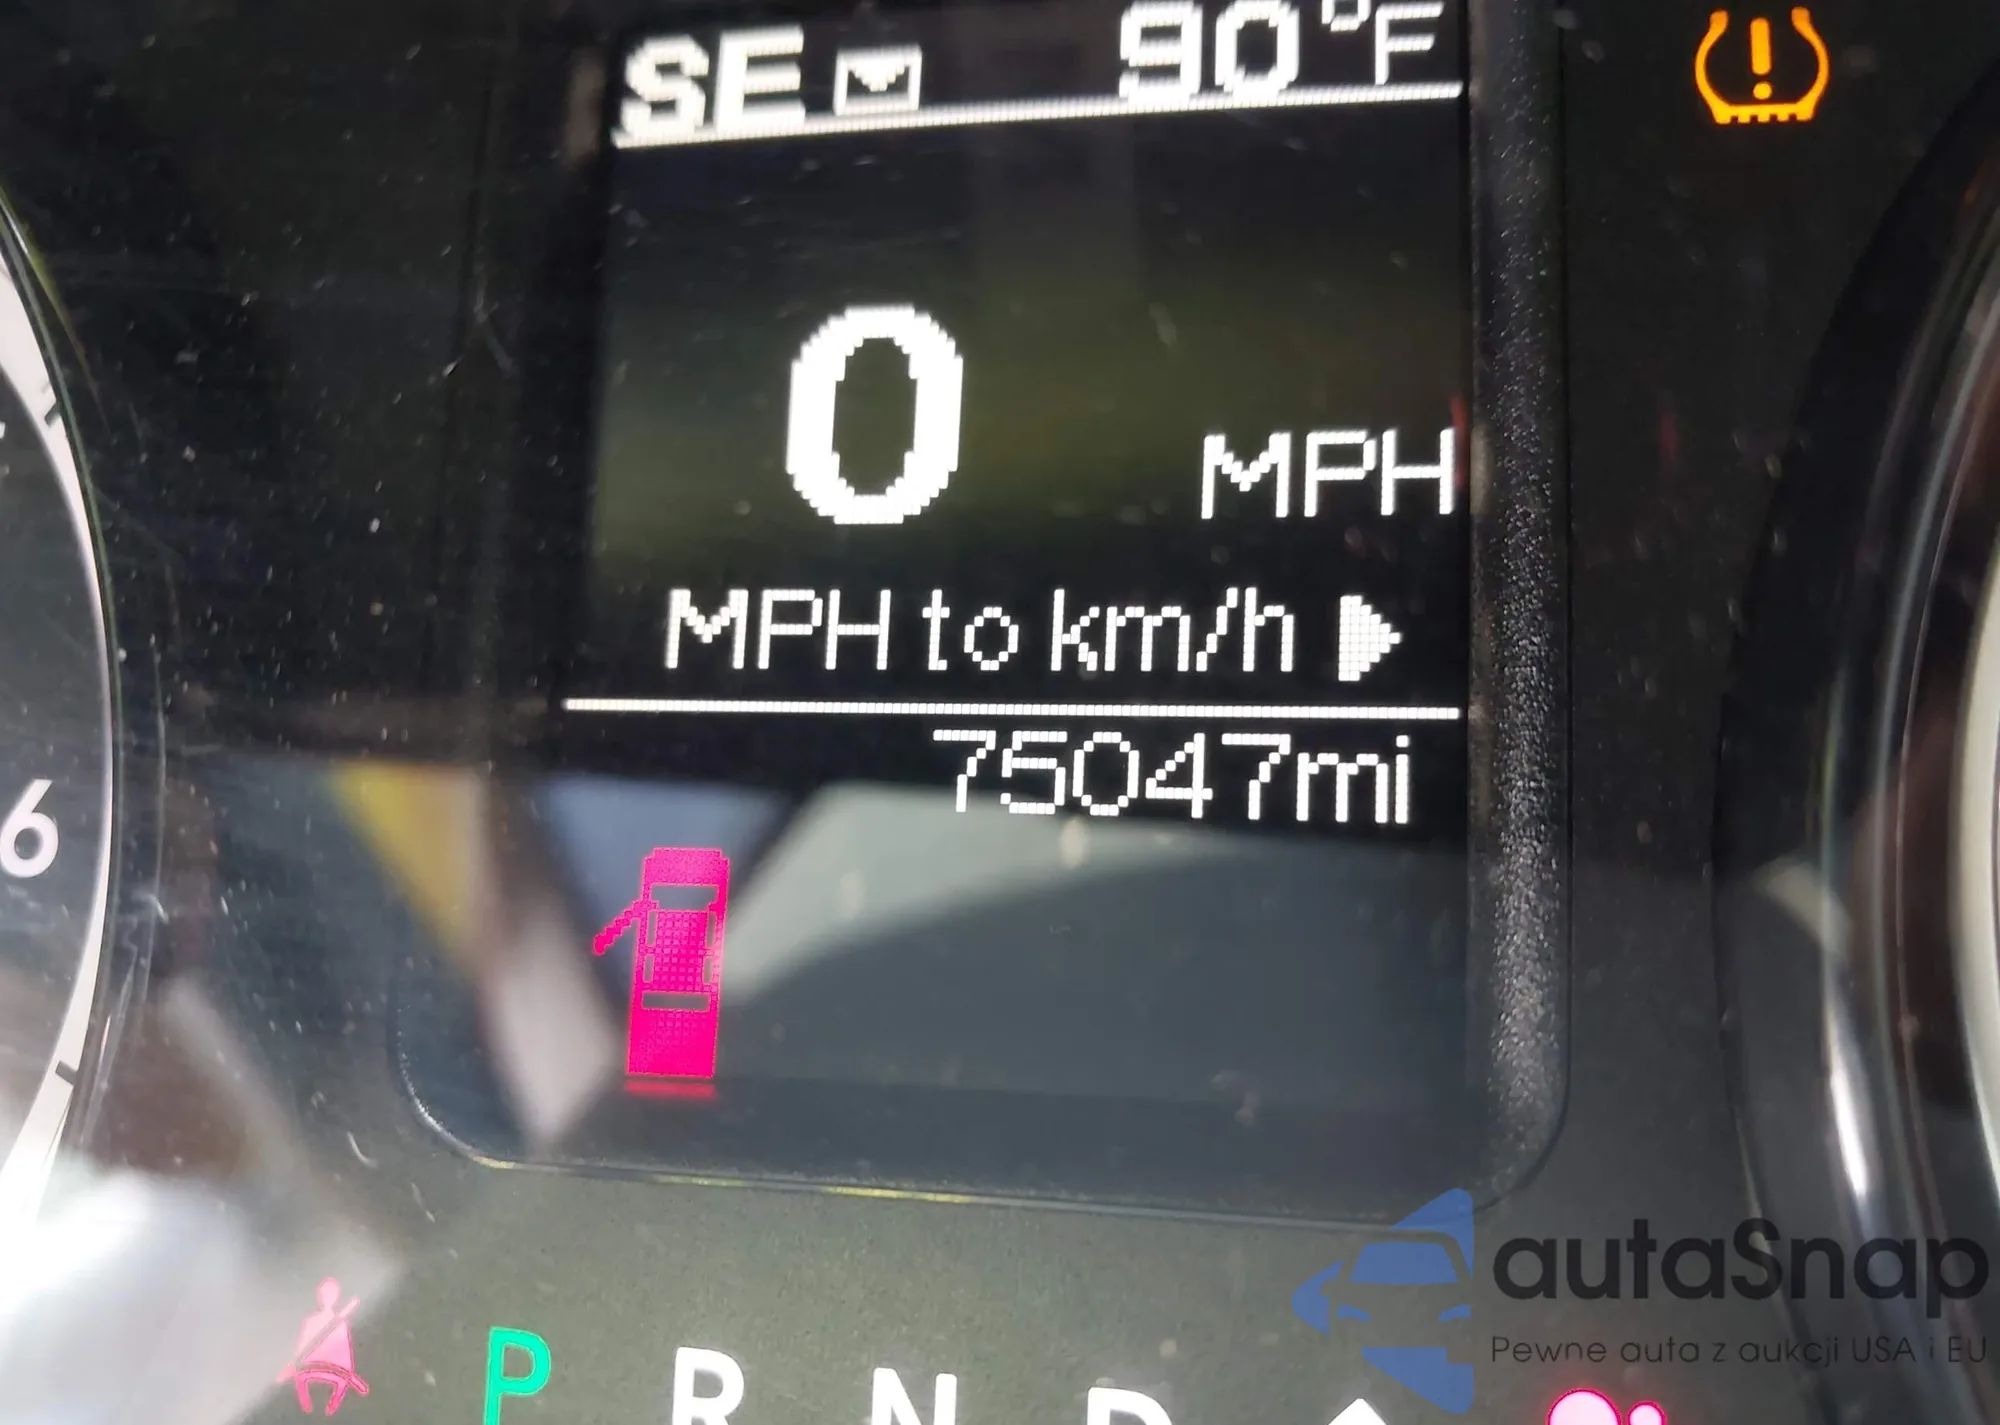 SE 90°F
0 MPH
MPH to km/h
75047mi
6
P R N D
autaSnap
Pewne auta z aukcji USA i EU